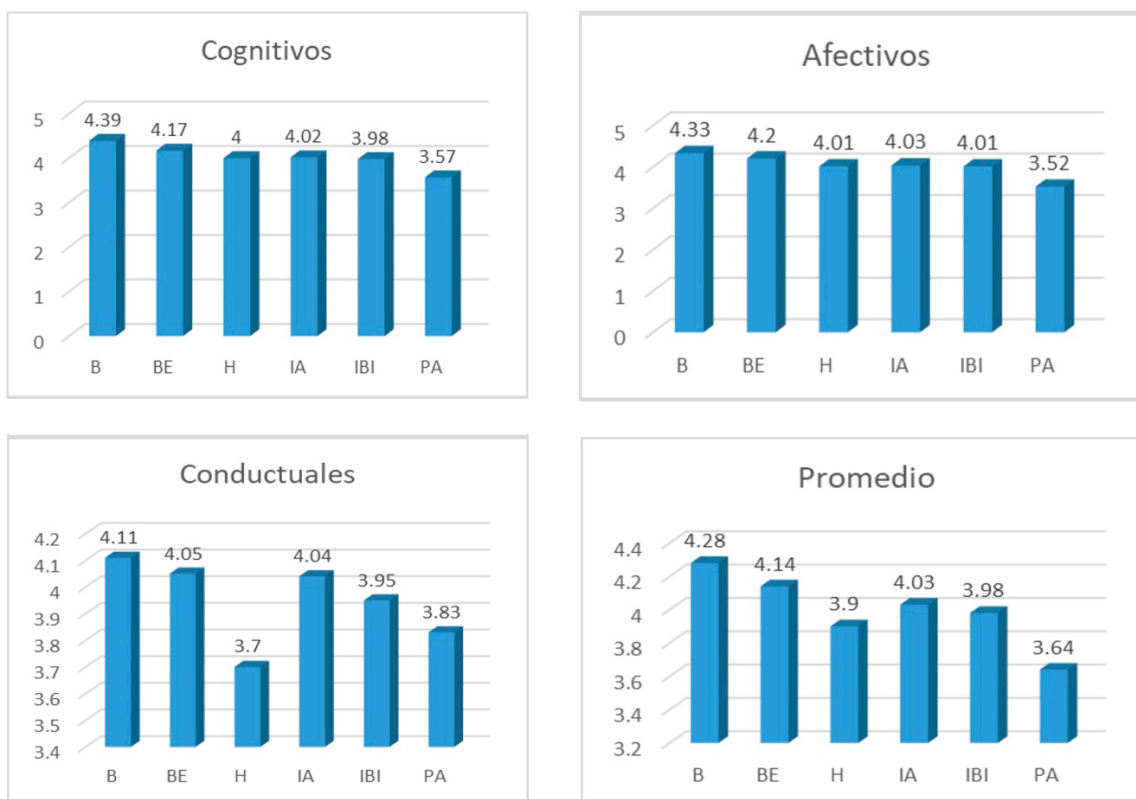 Cognitivos
5
4
3
2
1
0
4.39 4.17 4 4.02 3.98 3.57
B BE H IA IBI PA
Afectivos
5
4
3
2
1
0
4.33 4.2 4.01 4.03 4.01 3.52
B BE H IA IBI PA
Conductuales
4.2
4.1
4
3.9
3.8
3.7
3.6
3.5
3.4
4.11 4.05 3.7 4.04 3.95 3.83
B BE H IA IBI PA
Promedio
4.4
4.2
4
3.8
3.6
3.4
3.2
4.28 4.14 3.9 4.03 3.98 3.64
B BE H IA IBI PA